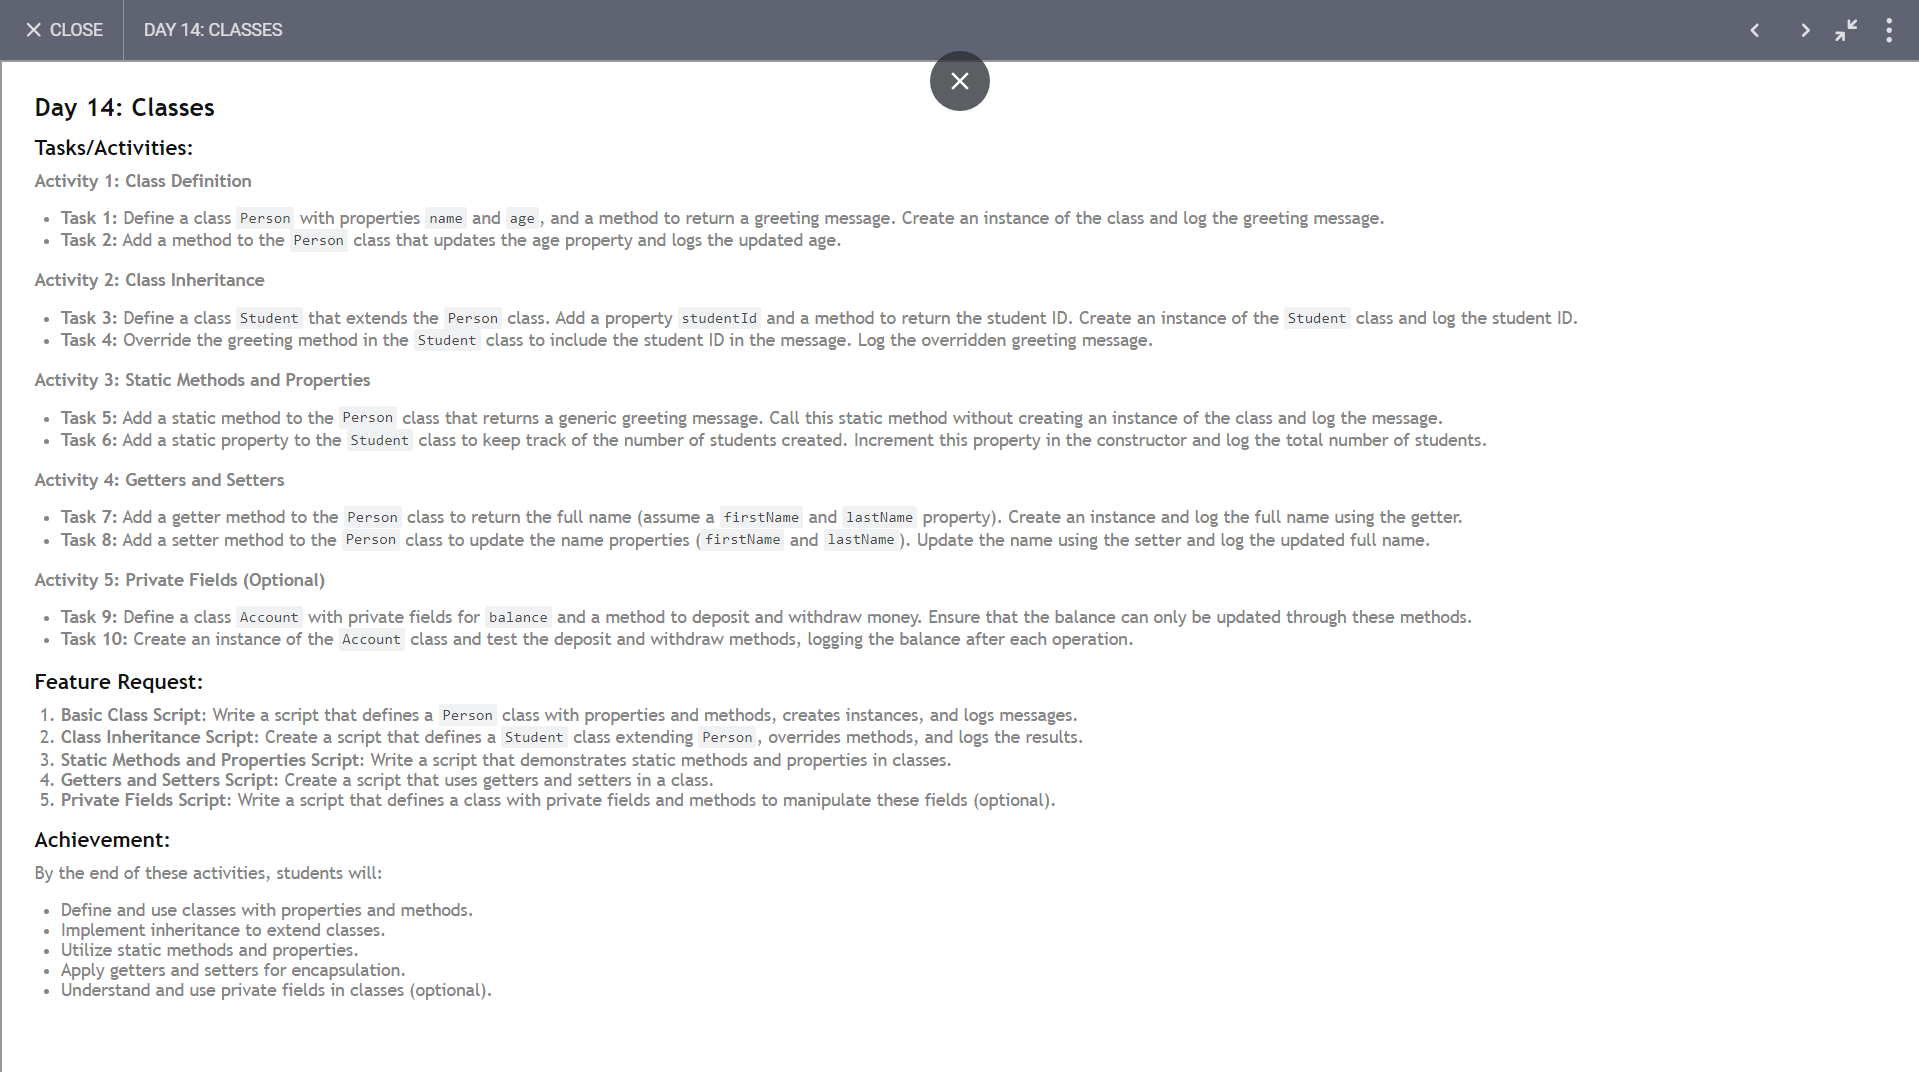 CLOSE
DAY 14: CLASSES
Day 14: Classes
Tasks/Activities:
Activity 1: Class Definition
• Task 1: Define a class Person with properties name and age, and a method to return a greeting message. Create an instance of the class and log the greeting message.
• Task 2: Add a method to the Person class that updates the age property and logs the updated age.
Activity 2: Class Inheritance
• Task 3: Define a class Student that extends the Person class. Add a property studentId and a method to return the student ID. Create an instance of the Student class and log the student ID.
• Task 4: Override the greeting method in the Student class to include the student ID in the message. Log the overridden greeting message.
Activity 3: Static Methods and Properties
• Task 5: Add a static method to the Person class that returns a generic greeting message. Call this static method without creating an instance of the class and log the message.
• Task 6: Add a static property to the Student class to keep track of the number of students created. Increment this property in the constructor and log the total number of students.
Activity 4: Getters and Setters
• Task 7: Add a getter method to the Person class to return the full name (assume a firstName and lastName property). Create an instance and log the full name using the getter.
• Task 8: Add a setter method to the Person class to update the name properties (firstName and lastName). Update the name using the setter and log the updated full name.
Activity 5: Private Fields (Optional)
• Task 9: Define a class Account with private fields for balance and a method to deposit and withdraw money. Ensure that the balance can only be updated through these methods.
• Task 10: Create an instance of the Account class and test the deposit and withdraw methods, logging the balance after each operation.
Feature Request:
1. Basic Class Script: Write a script that defines a Person class with properties and methods, creates instances, and logs messages.
2. Class Inheritance Script: Create a script that defines a Student class extending Person, overrides methods, and logs the results.
3. Static Methods and Properties Script: Write a script that demonstrates static methods and properties in classes.
4. Getters and Setters Script: Create a script that uses getters and setters in a class.
5. Private Fields Script: Write a script that defines a class with private fields and methods to manipulate these fields (optional).
Achievement:
By the end of these activities, students will:
• Define and use classes with properties and methods.
• Implement inheritance to extend classes.
• Utilize static methods and properties.
• Apply getters and setters for encapsulation.
• Understand and use private fields in classes (optional).